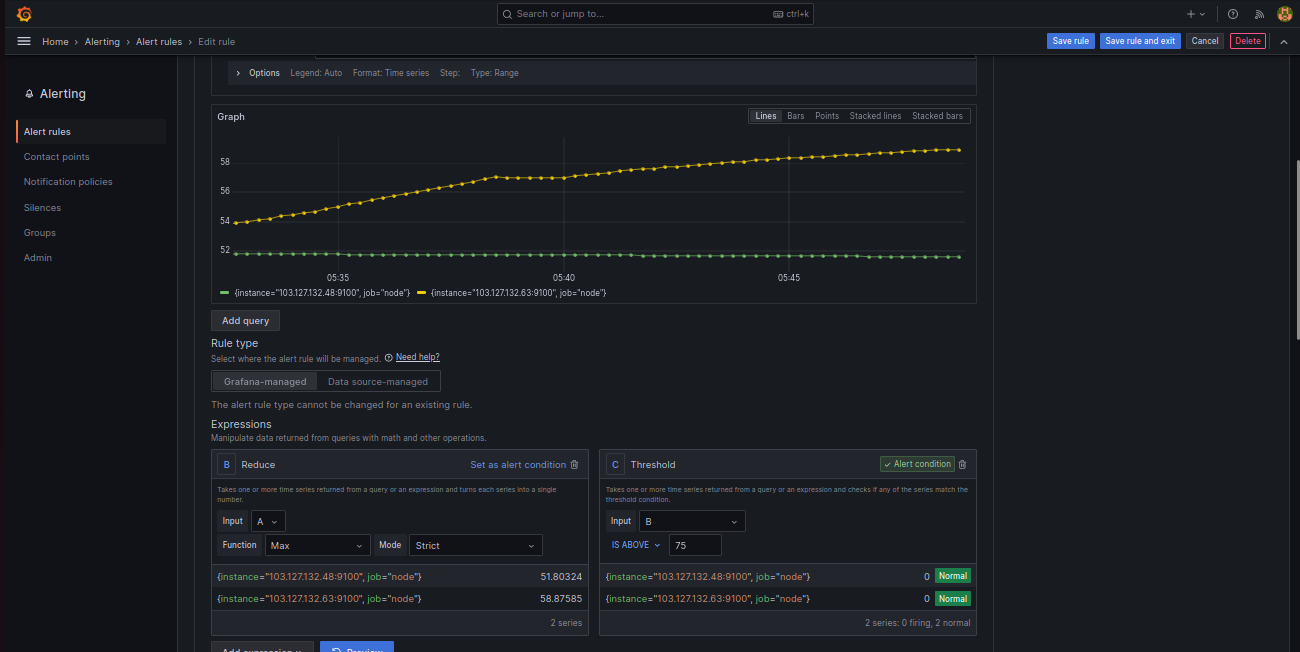 Search or jump to...
ctrl+k
Home › Alerting › Alert rules › Edit rule
Save rule
Save rule and exit
Cancel
Delete
Alerting
Alert rules
Contact points
Notification policies
Silences
Groups
Admin
Options Legend: Auto Format: Time series Step: Type: Range
Graph
Lines Bars Points Stacked lines Stacked bars
58
56
54
52
05:35 05:40 05:45
{instance="103.127.132.48:9100", job="node"} {instance="103.127.132.63:9100", job="node"}
Add query
Rule type
Select where the alert rule will be managed. Need help?
Grafana-managed Data source-managed
The alert rule type cannot be changed for an existing rule.
Expressions
Manipulate data returned from queries with math and other operations.
B Reduce Set as alert condition
Takes one or more time series returned from a query or an expression and turns each series into a single
number.
Input A
Function Max Mode Strict
{instance="103.127.132.48:9100", job="node"} 51.80324
{instance="103.127.132.63:9100", job="node"} 58.87585
2 series
C Threshold Alert condition
Takes one or more time series returned from a query or an expression and checks if any of the series match the
threshold condition.
Input B
IS ABOVE 75
{instance="103.127.132.48:9100", job="node"} 0 Normal
{instance="103.127.132.63:9100", job="node"} 0 Normal
2 series: 0 firing, 2 normal
Add expression Preview